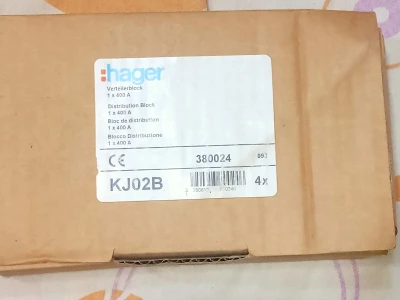 :hager
Verteilerblock
1 x 400 A
Distribution Block
1 x 400 A
Bloc de distribution
1 x 400 A
Blocco Distribuzione
1 x 400 A
CE 380024
KJ02B 4x